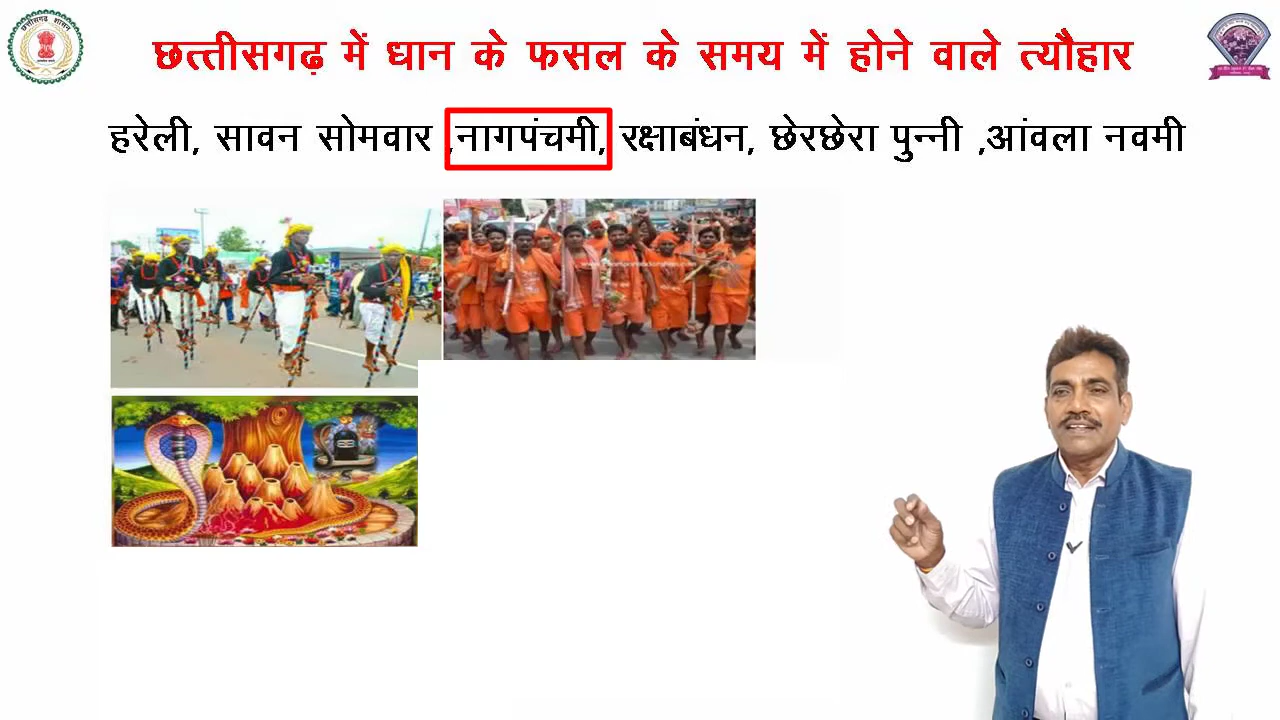 छत्तीसगढ़ में धान के फसल के समय में होने वाले त्यौहार
हरेली, सावन सोमवार ,नागपंचमी, रक्षाबंधन, छेरछेरा पुन्नी ,आंवला नवमी